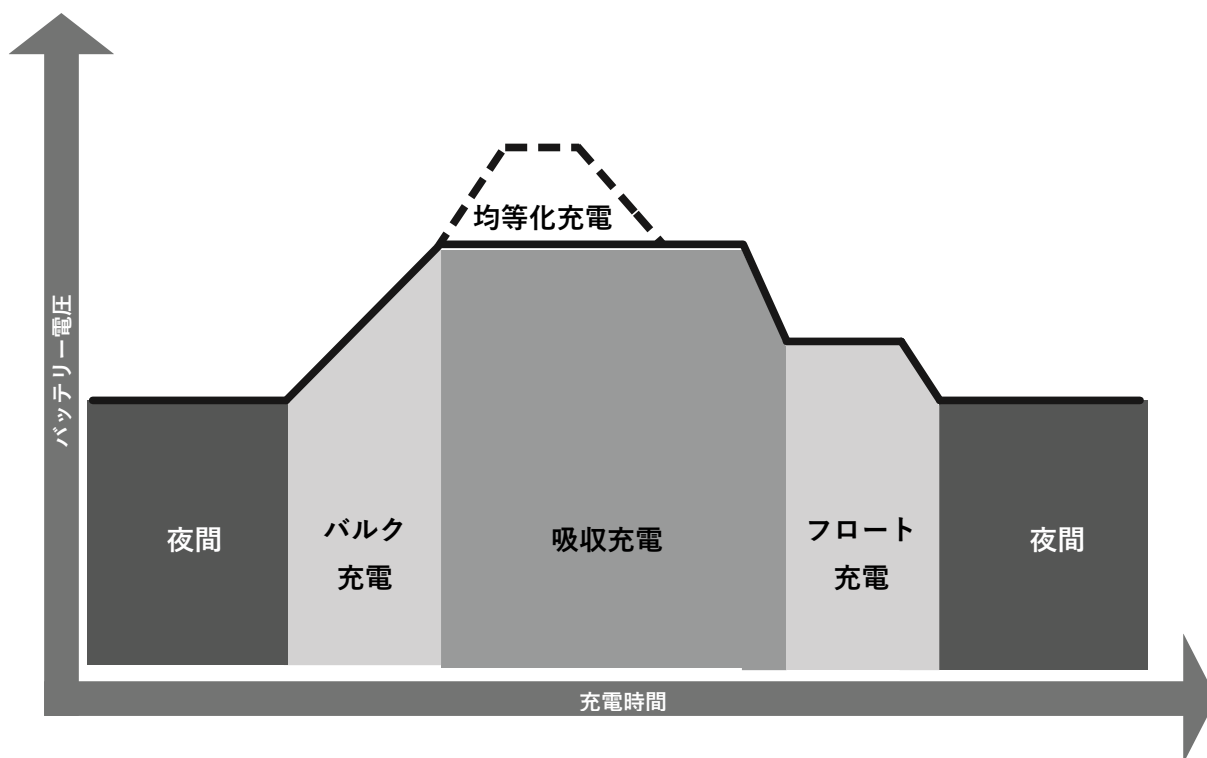 均等化充電
バッテリー電圧
夜間
バルク
充電
吸収充電
フロート
充電
夜間
充電時間